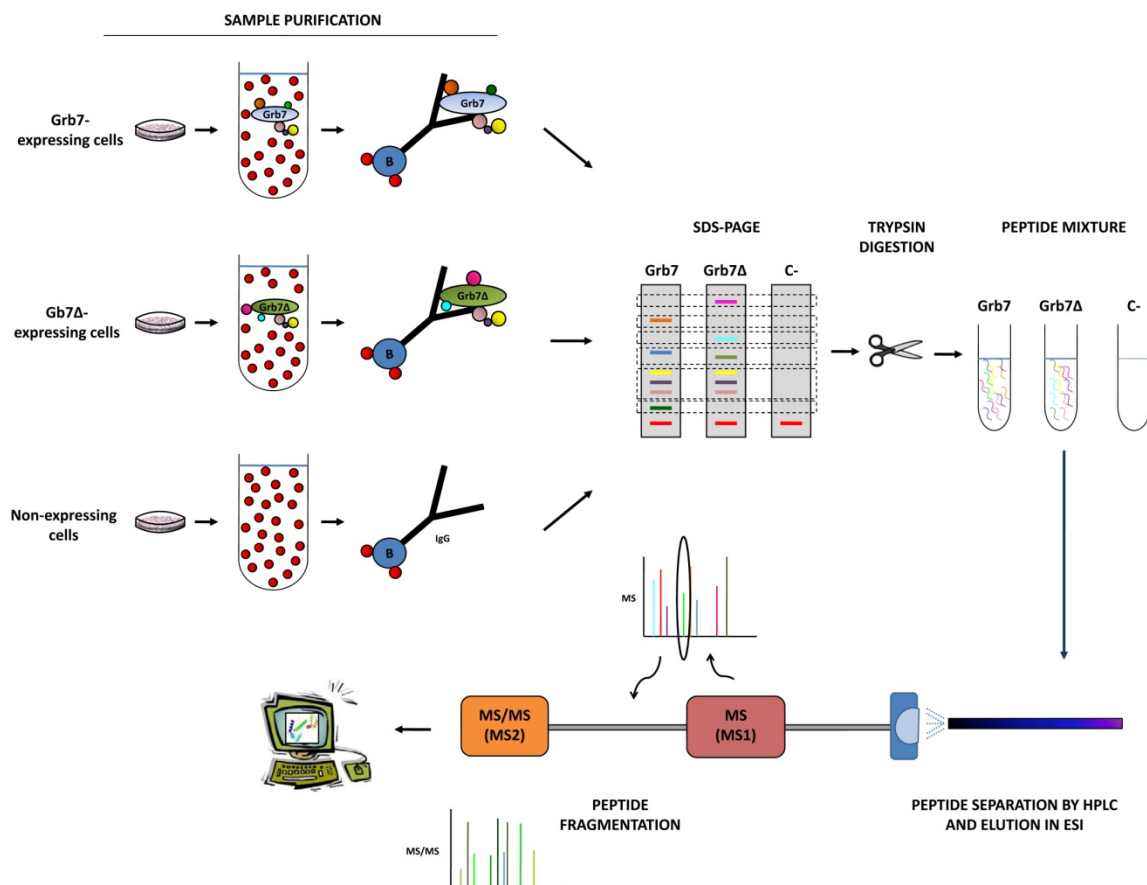 SAMPLE PURIFICATION
Grb7-
expressing cells
Grb7
Grb7
B
Gb7Δ-
expressing cells
Grb7Δ
Grb7Δ
B
Non-expressing
cells
B
IgG
SDS-PAGE
Grb7
Grb7Δ
C-
TRYPSIN
DIGESTION
PEPTIDE MIXTURE
Grb7
Grb7Δ
C-
MS
MS/MS
(MS2)
MS
(MS1)
PEPTIDE
FRAGMENTATION
MS/MS
PEPTIDE SEPARATION BY HPLC
AND ELUTION IN ESI